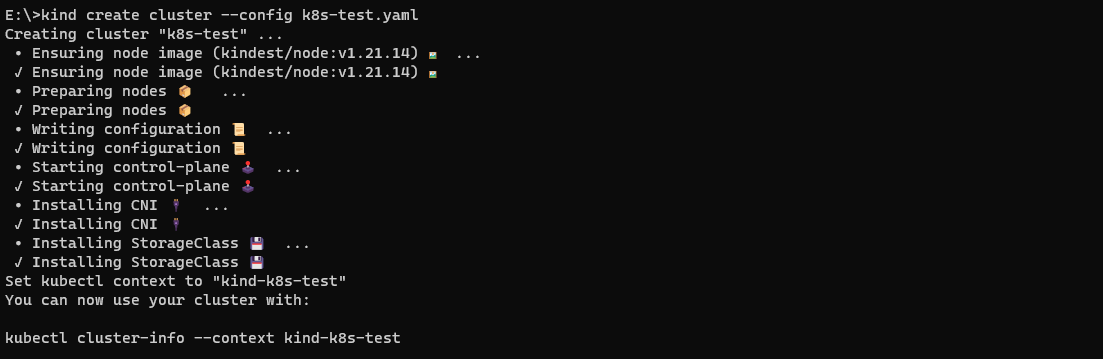 E:\>kind create cluster --config k8s-test.yaml
Creating cluster "k8s-test" ...
• Ensuring node image (kindest/node:v1.21.14) 🖼 ...
✓ Ensuring node image (kindest/node:v1.21.14) 🖼
• Preparing nodes 📦 ...
✓ Preparing nodes 📦
• Writing configuration 📜 ...
✓ Writing configuration 📜
• Starting control-plane 🕹️ ...
✓ Starting control-plane 🕹️
• Installing CNI 🔌 ...
✓ Installing CNI 🔌
• Installing StorageClass 💾 ...
✓ Installing StorageClass 💾
Set kubectl context to "kind-k8s-test"
You can now use your cluster with:
kubectl cluster-info --context kind-k8s-test